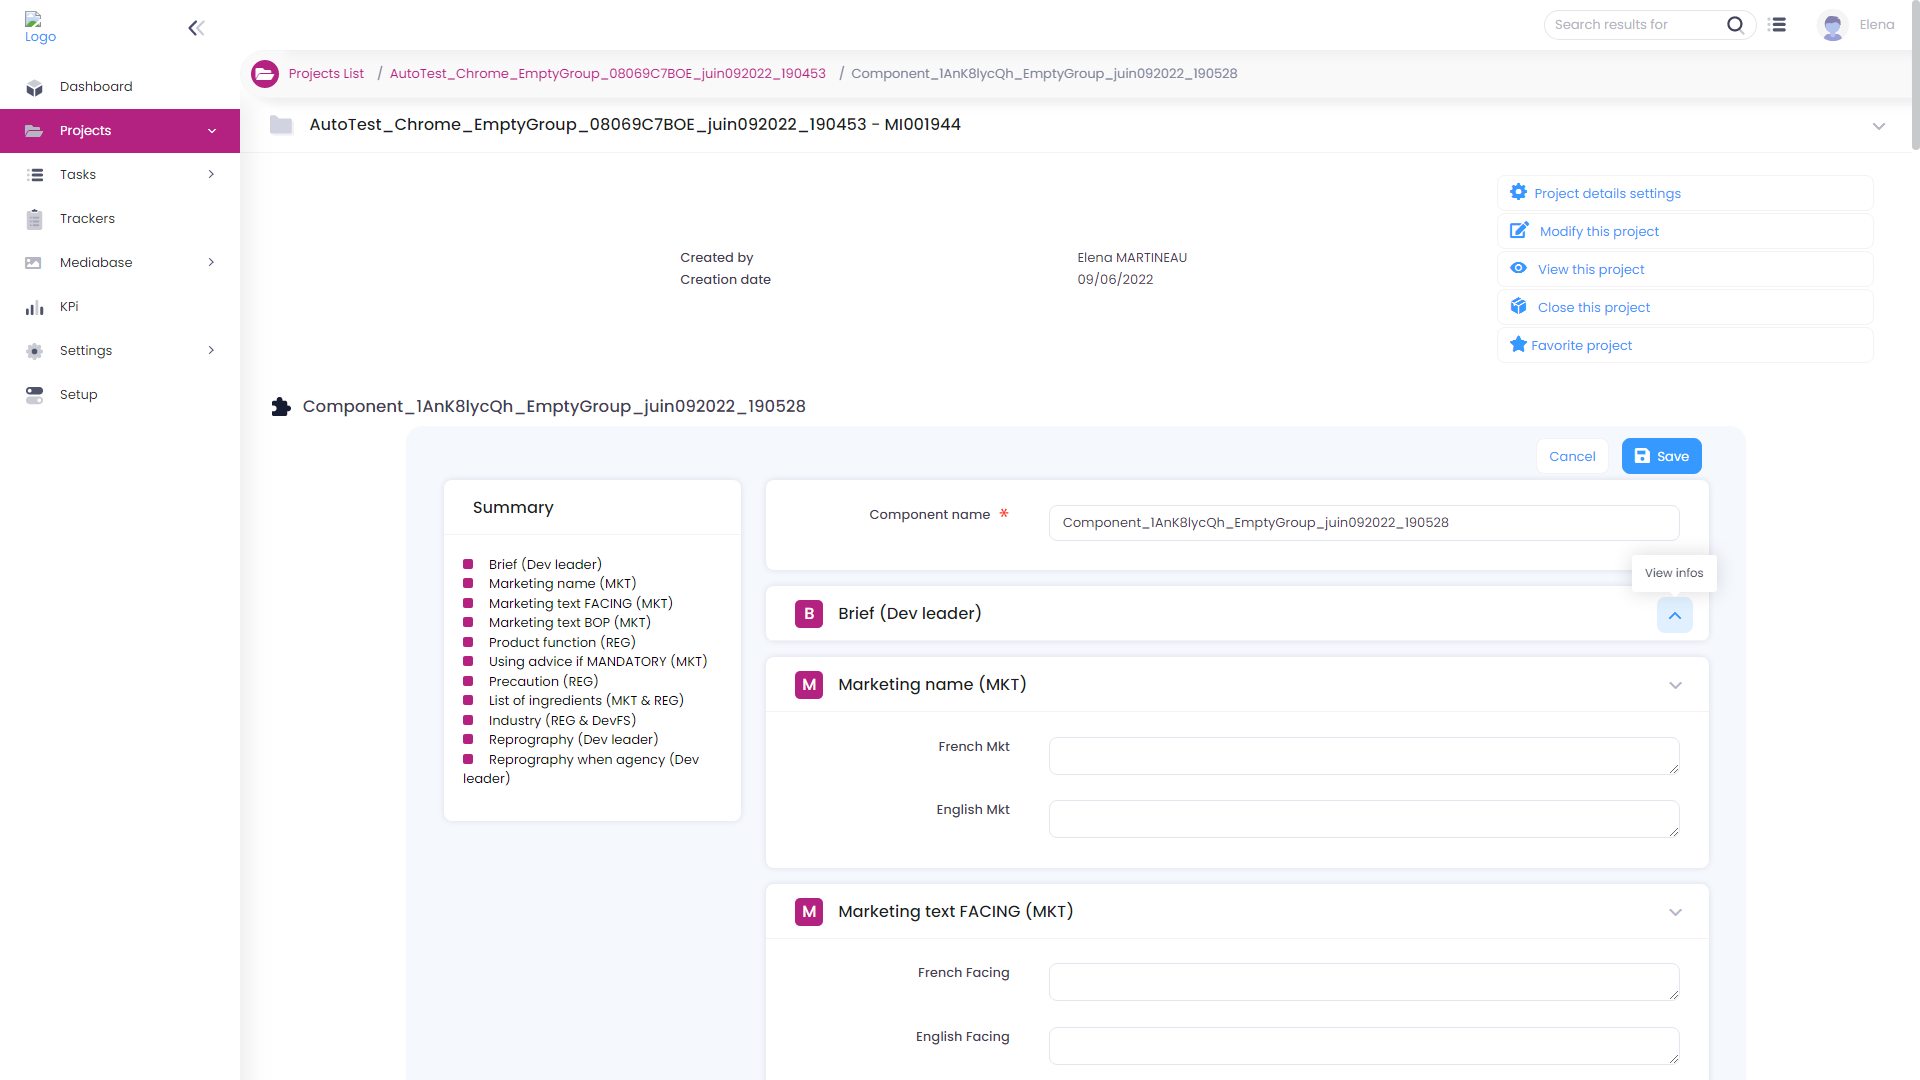 Logo
Search results for
Elena
Dashboard
Projects
Tasks
Trackers
Mediabase
KPi
Settings
Setup
Projects List / AutoTest_Chrome_EmptyGroup_08069C7BOE_juin092022_190453 / Component_1AnK8lycQh_EmptyGroup_juin092022_190528
AutoTest_Chrome_EmptyGroup_08069C7BOE_juin092022_190453 - MI001944
Created by Elena MARTINEAU
Creation date 09/06/2022
Project details settings
Modify this project
View this project
Close this project
Favorite project
Component_1AnK8lycQh_EmptyGroup_juin092022_190528
Cancel
Save
Summary
Brief (Dev leader)
Marketing name (MKT)
Marketing text FACING (MKT)
Marketing text BOP (MKT)
Product function (REG)
Using advice if MANDATORY (MKT)
Precaution (REG)
List of ingredients (MKT & REG)
Industry (REG & DevFS)
Reprography (Dev leader)
Reprography when agency (Dev
leader)
Component name *
Component_1AnK8lycQh_EmptyGroup_juin092022_190528
View infos
B Brief (Dev leader)
M Marketing name (MKT)
French Mkt
English Mkt
M Marketing text FACING (MKT)
French Facing
English Facing